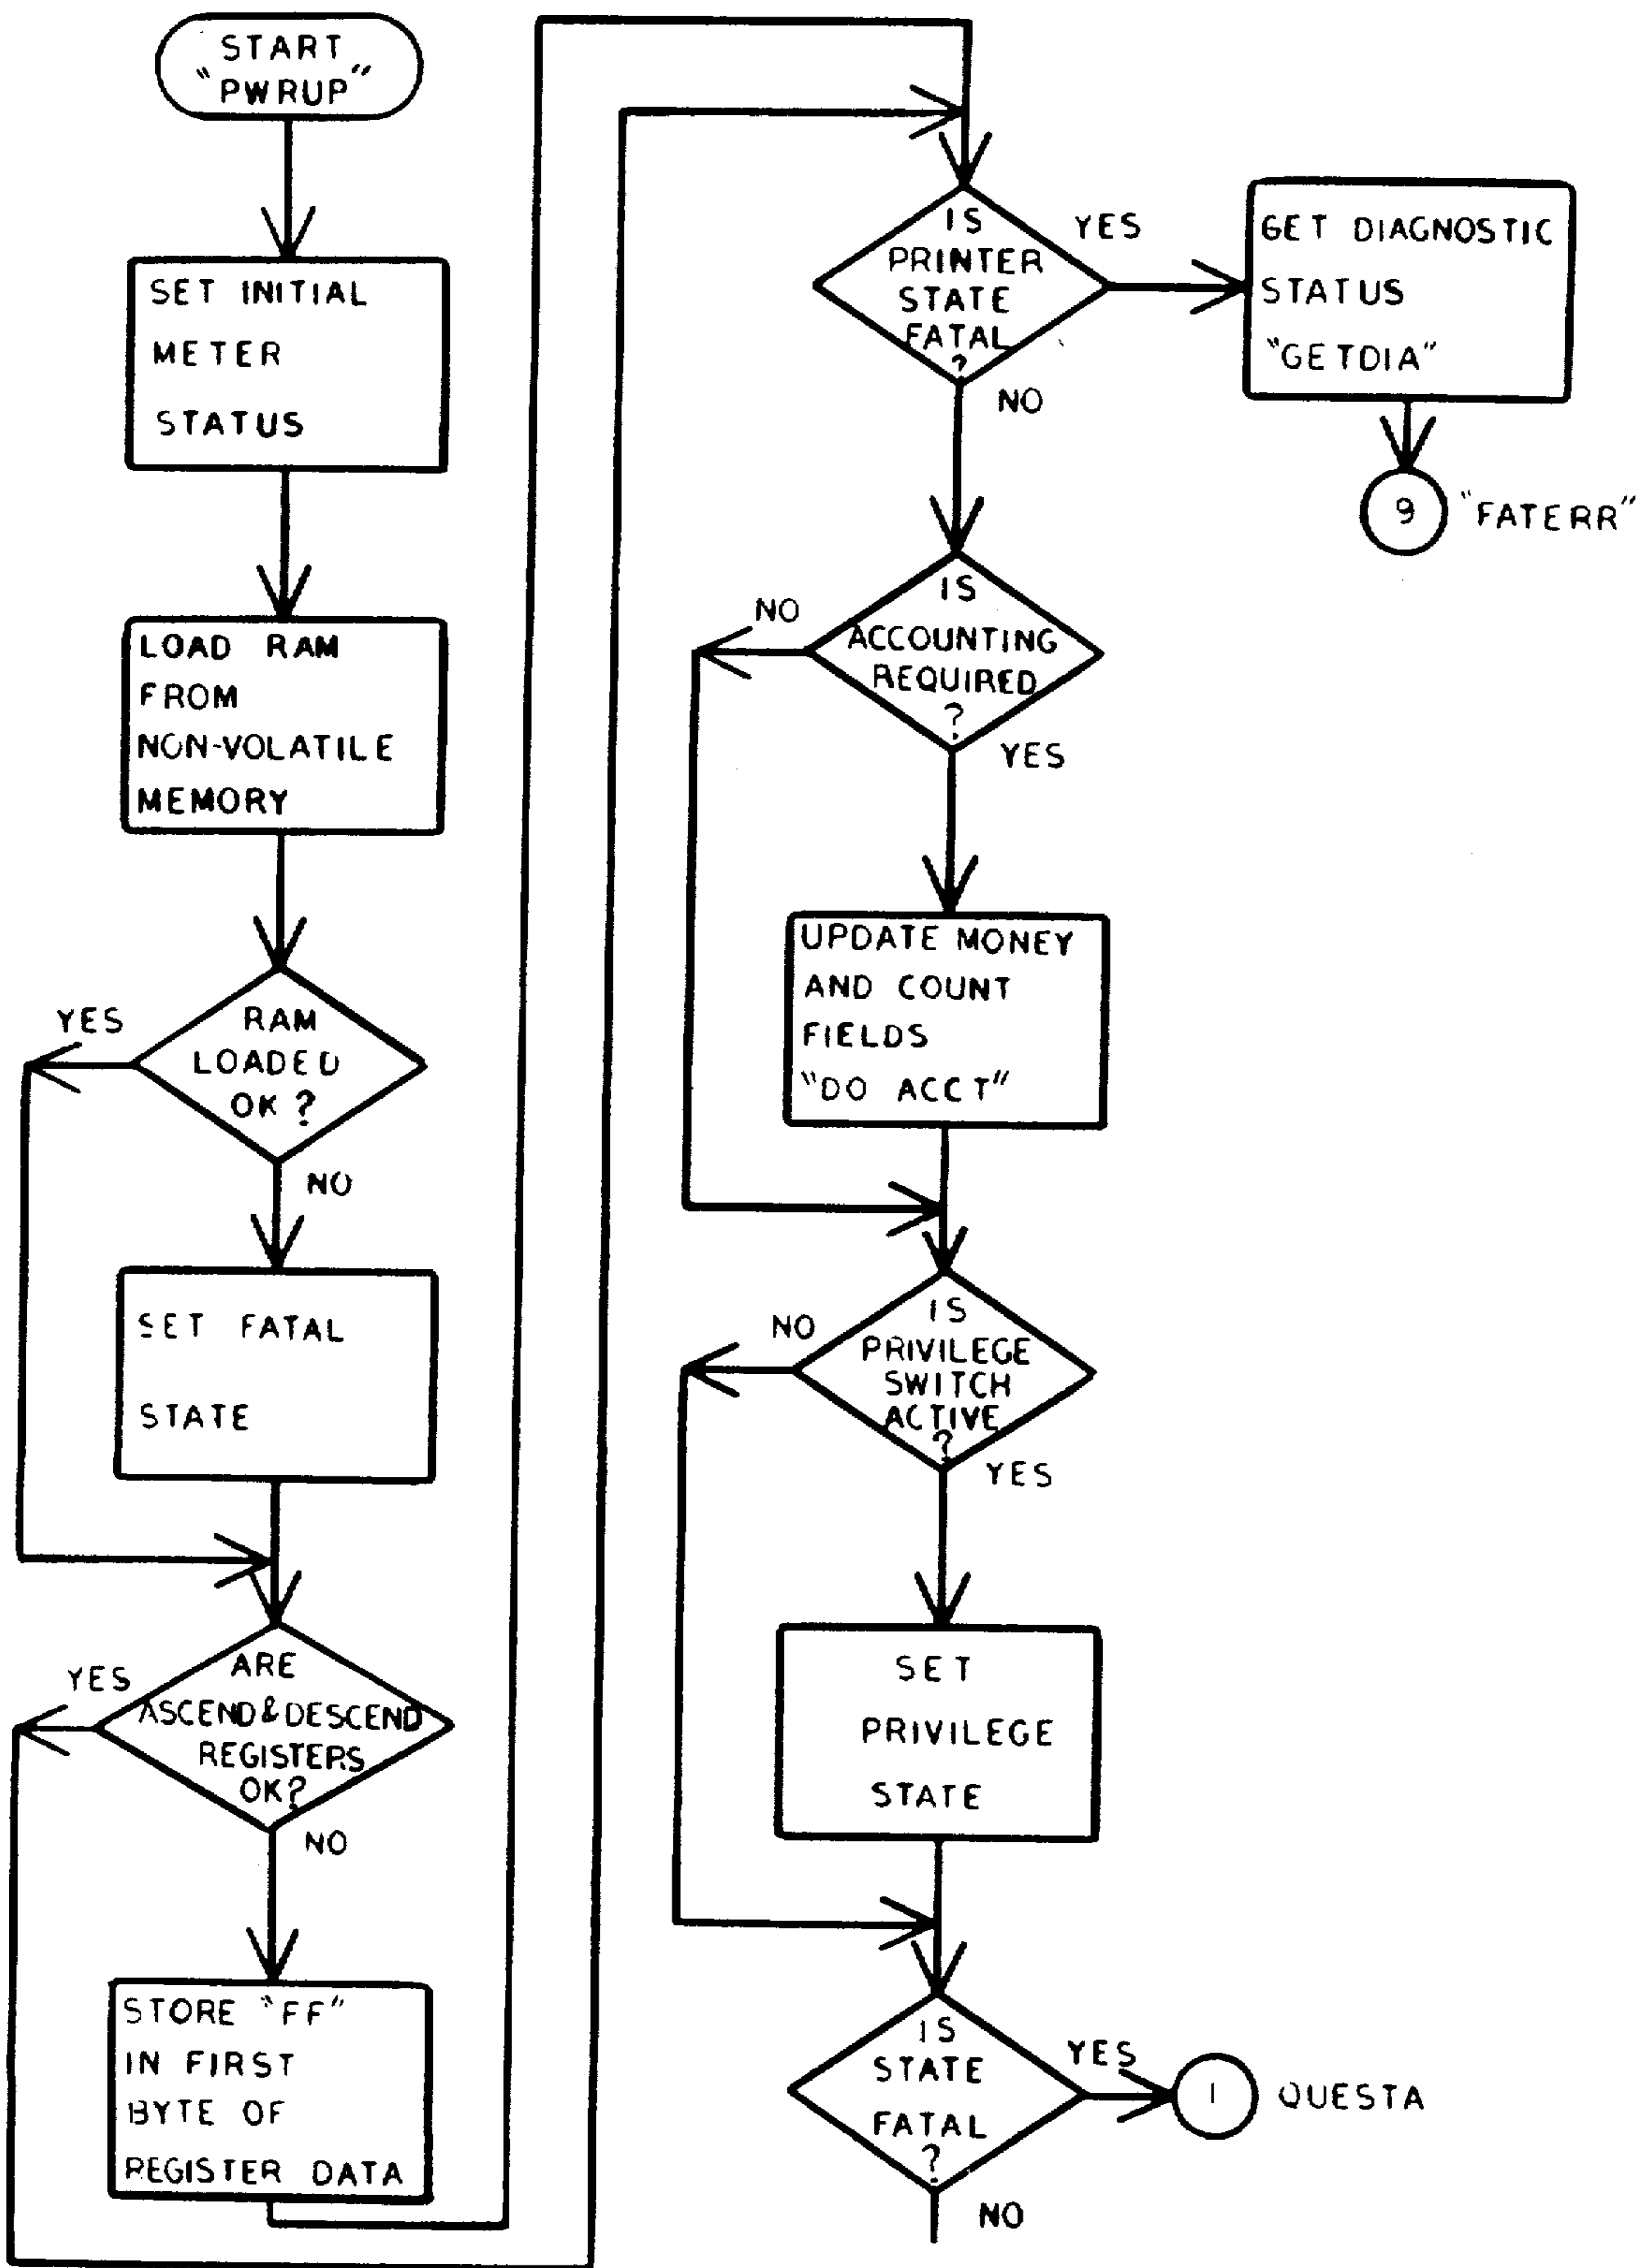 START
"PWRUP"
SET INITIAL
METER
STATUS
LOAD RAM
FROM
NON-VOLATILE
MEMORY
YES
RAM
LOADED
OK?
NO
SET FATAL
STATE
YES
ARE
ASCEND & DESCEND
REGISTERS
OK?
NO
STORE "FF"
IN FIRST
BYTE OF
REGISTER DATA
IS
PRINTER
STATE
FATAL
?
YES
NO
GET DIAGNOSTIC
STATUS
"GETDIA"
9 "FATERR"
NO
IS
ACCOUNTING
REQUIRED
?
YES
UPDATE MONEY
AND COUNT
FIELDS
"DO ACCT"
NO
IS
PRIVILEGE
SWITCH
ACTIVE
?
YES
SET
PRIVILEGE
STATE
IS
STATE
FATAL
?
YES
1 QUESTA
NO